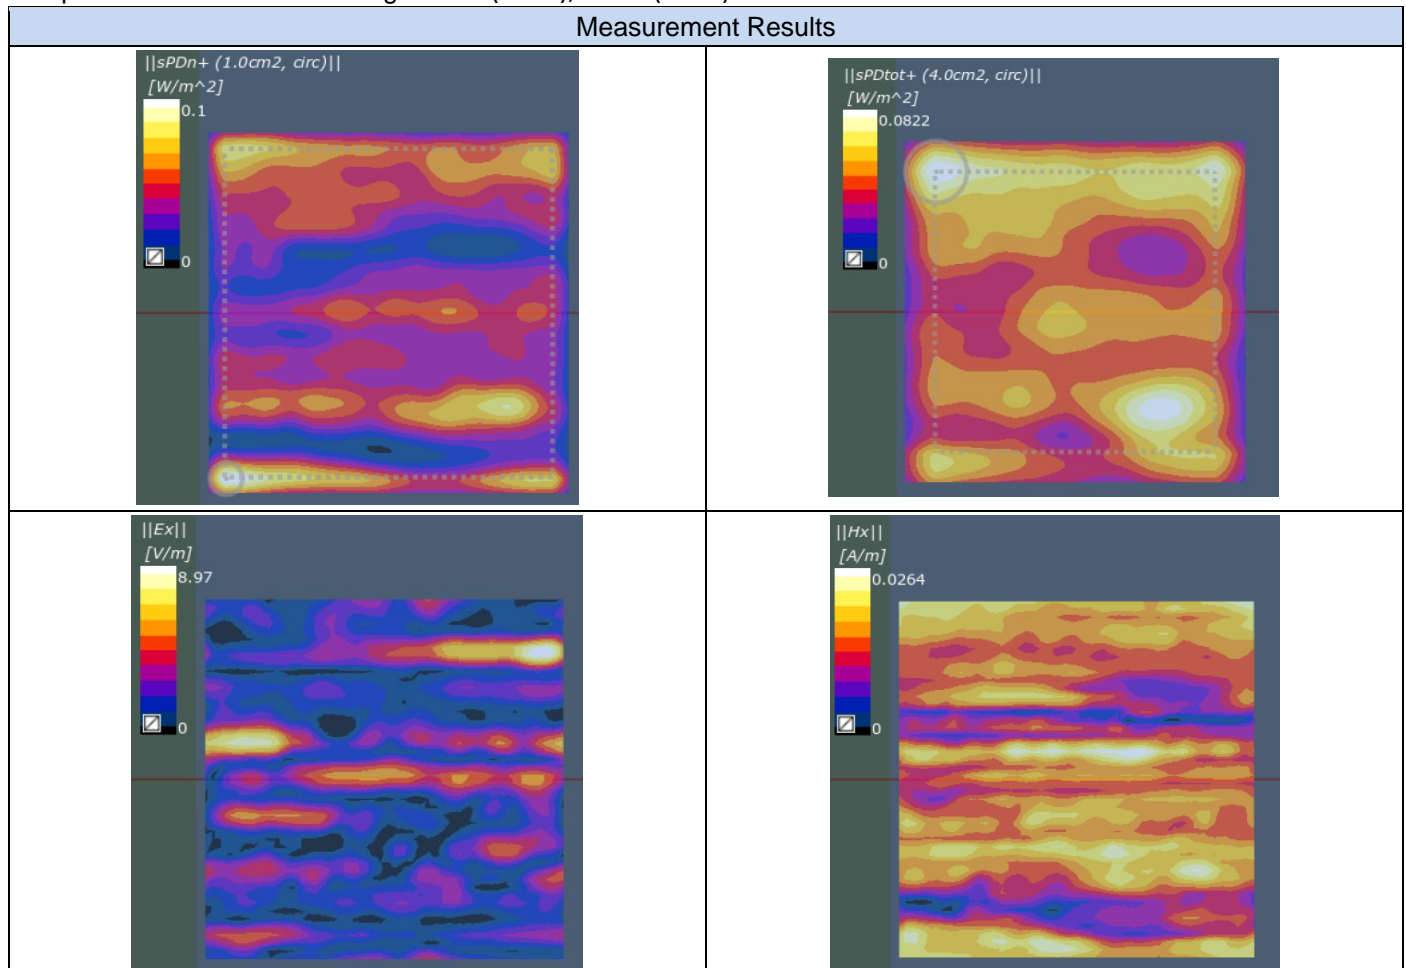 Measurement Results
||sPDn+ (1.0cm2, circ)||
[W/m^2]
0.1
0
||sPDtot+ (4.0cm2, circ)||
[W/m^2]
0.0822
0
||Ex||
[V/m]
8.97
0
||Hx||
[A/m]
0.0264
0